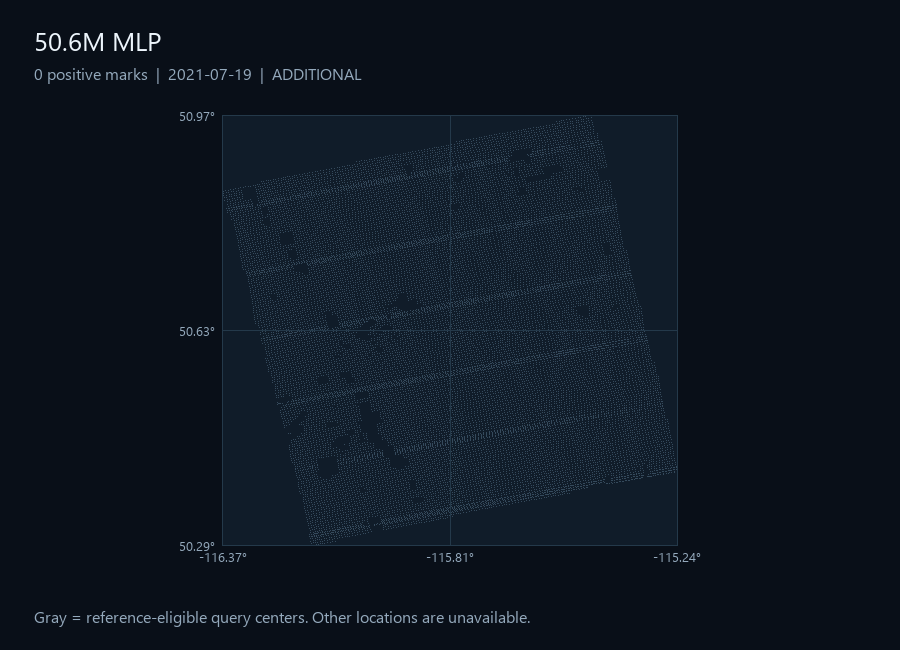 50.6M MLP
0 positive marks | 2021-07-19 | ADDITIONAL
50.97°
50.63°
50.29°
-116.37°
-115.81°
-115.24°
Gray = reference-eligible query centers. Other locations are unavailable.